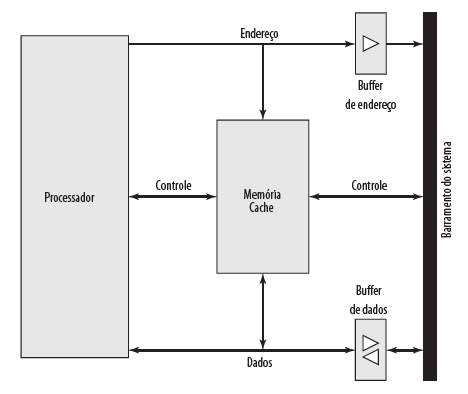 Endereço
Buffer
de endereço
Processador
Controle
Memória
Cache
Controle
Barramento do sistema
Buffer
de dados
Dados